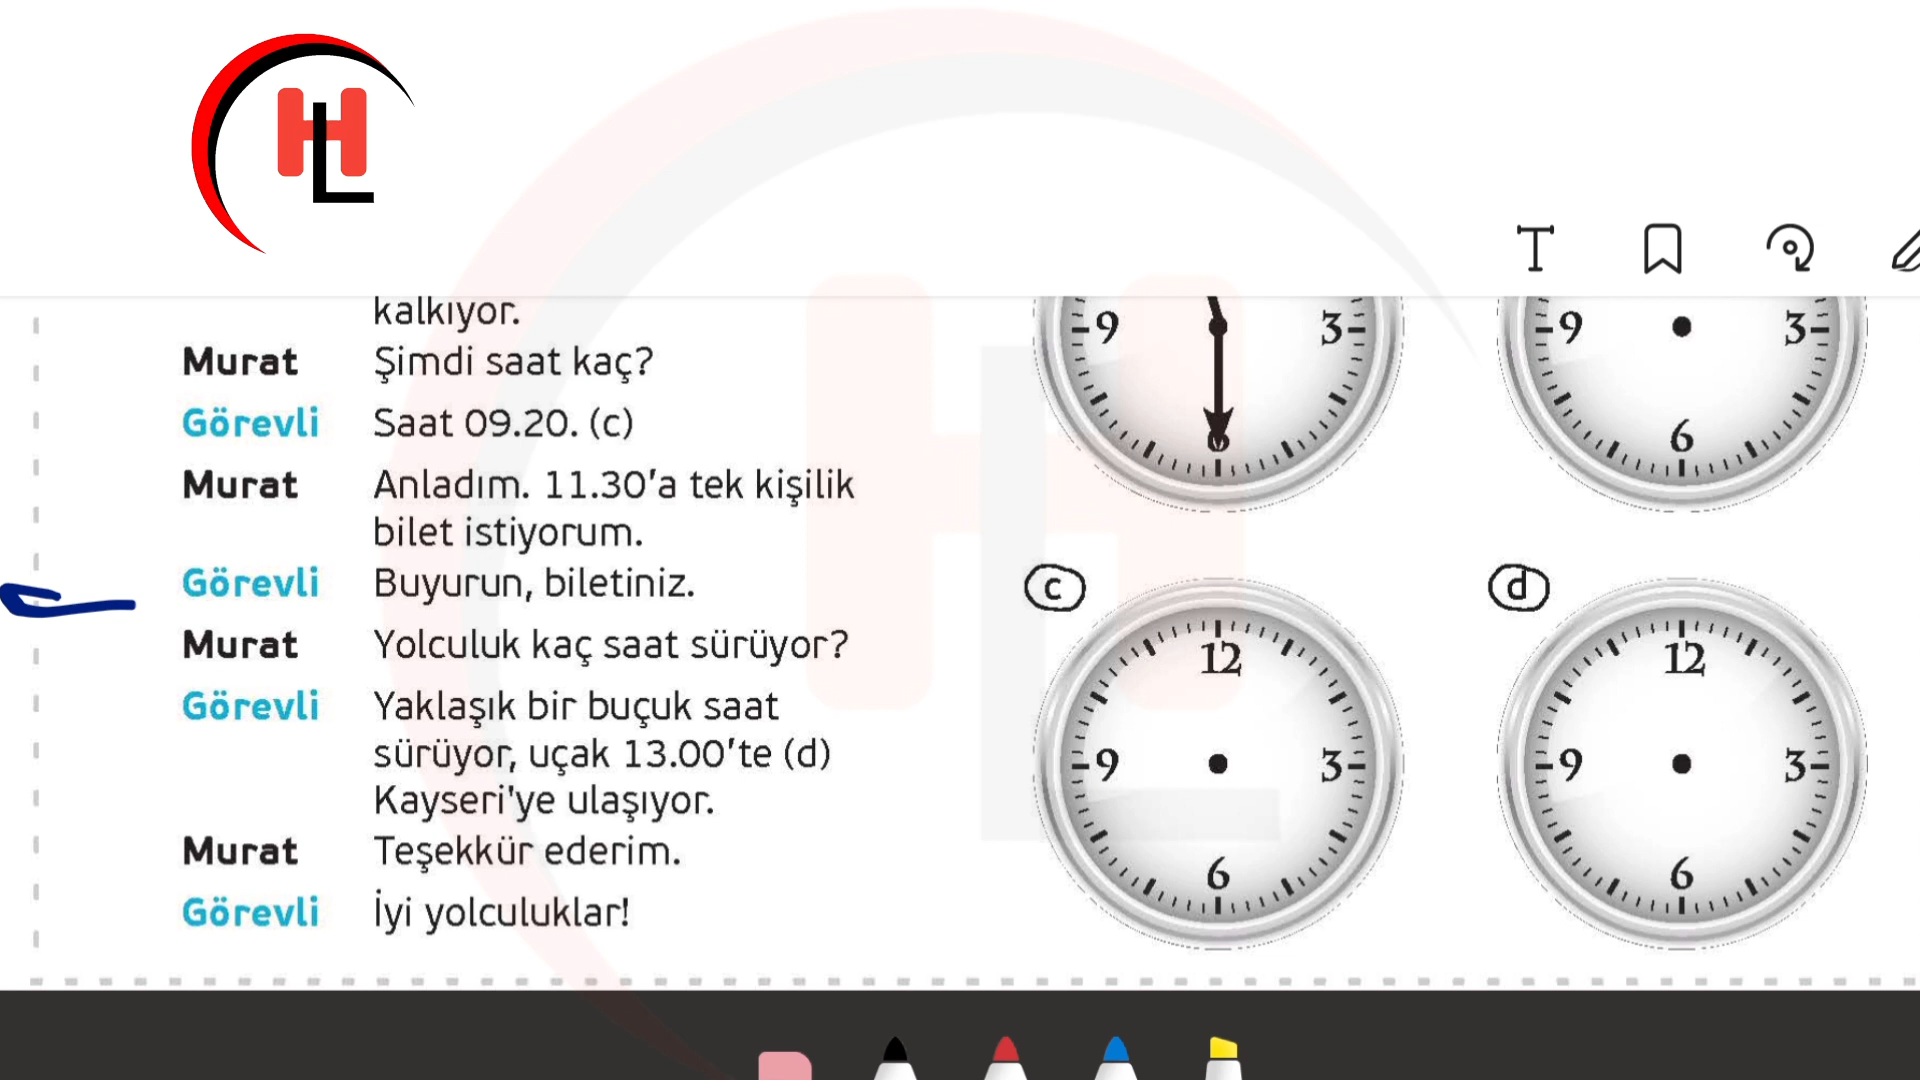 HL
kalkıyor.
Murat Şimdi saat kaç?
Görevli Saat 09.20. (c)
Murat Anladım. 11.30'a tek kişilik
bilet istiyorum.
Görevli Buyurun, biletiniz.
Murat Yolculuk kaç saat sürüyor?
Görevli Yaklaşık bir buçuk saat
sürüyor, uçak 13.00'te (d)
Kayseri'ye ulaşıyor.
Murat Teşekkür ederim.
Görevli İyi yolculuklar!
9 3 6
9 3 6
c
12 9 3 6
d
12 9 3 6